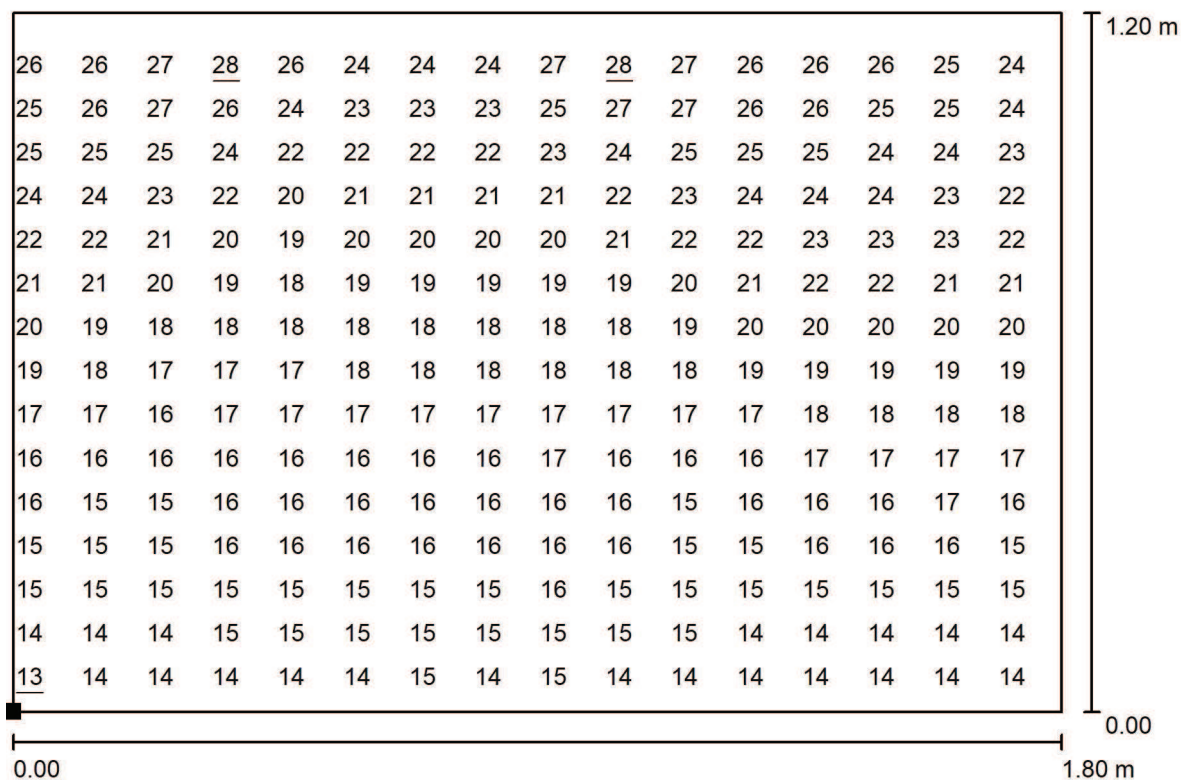 1.20 m
26 26 27 28 26 24 24 24 27 28 27 26 26 26 25 24
25 26 27 26 24 23 23 23 25 27 27 26 26 25 25 24
25 25 25 24 22 22 22 22 23 24 25 25 25 24 24 23
24 24 23 22 20 21 21 21 21 22 23 24 24 24 23 22
22 22 21 20 19 20 20 20 20 21 22 22 23 23 23 22
21 21 20 19 18 19 19 19 19 19 20 21 22 22 21 21
20 19 18 18 18 18 18 18 18 18 19 20 20 20 20 20
19 18 17 17 17 18 18 18 18 18 18 19 19 19 19 19
17 17 16 17 17 17 17 17 17 17 17 17 18 18 18 18
16 16 16 16 16 16 16 16 17 16 16 16 17 17 17 17
16 15 15 16 16 16 16 16 16 16 15 16 16 16 17 16
15 15 15 16 16 16 16 16 16 16 15 15 16 16 16 15
15 15 15 15 15 15 15 15 16 15 15 15 15 15 15 15
14 14 14 15 15 15 15 15 15 15 15 14 14 14 14 14
13 14 14 14 14 14 15 14 15 14 14 14 14 14 14 14
0.00
0.00 1.80 m